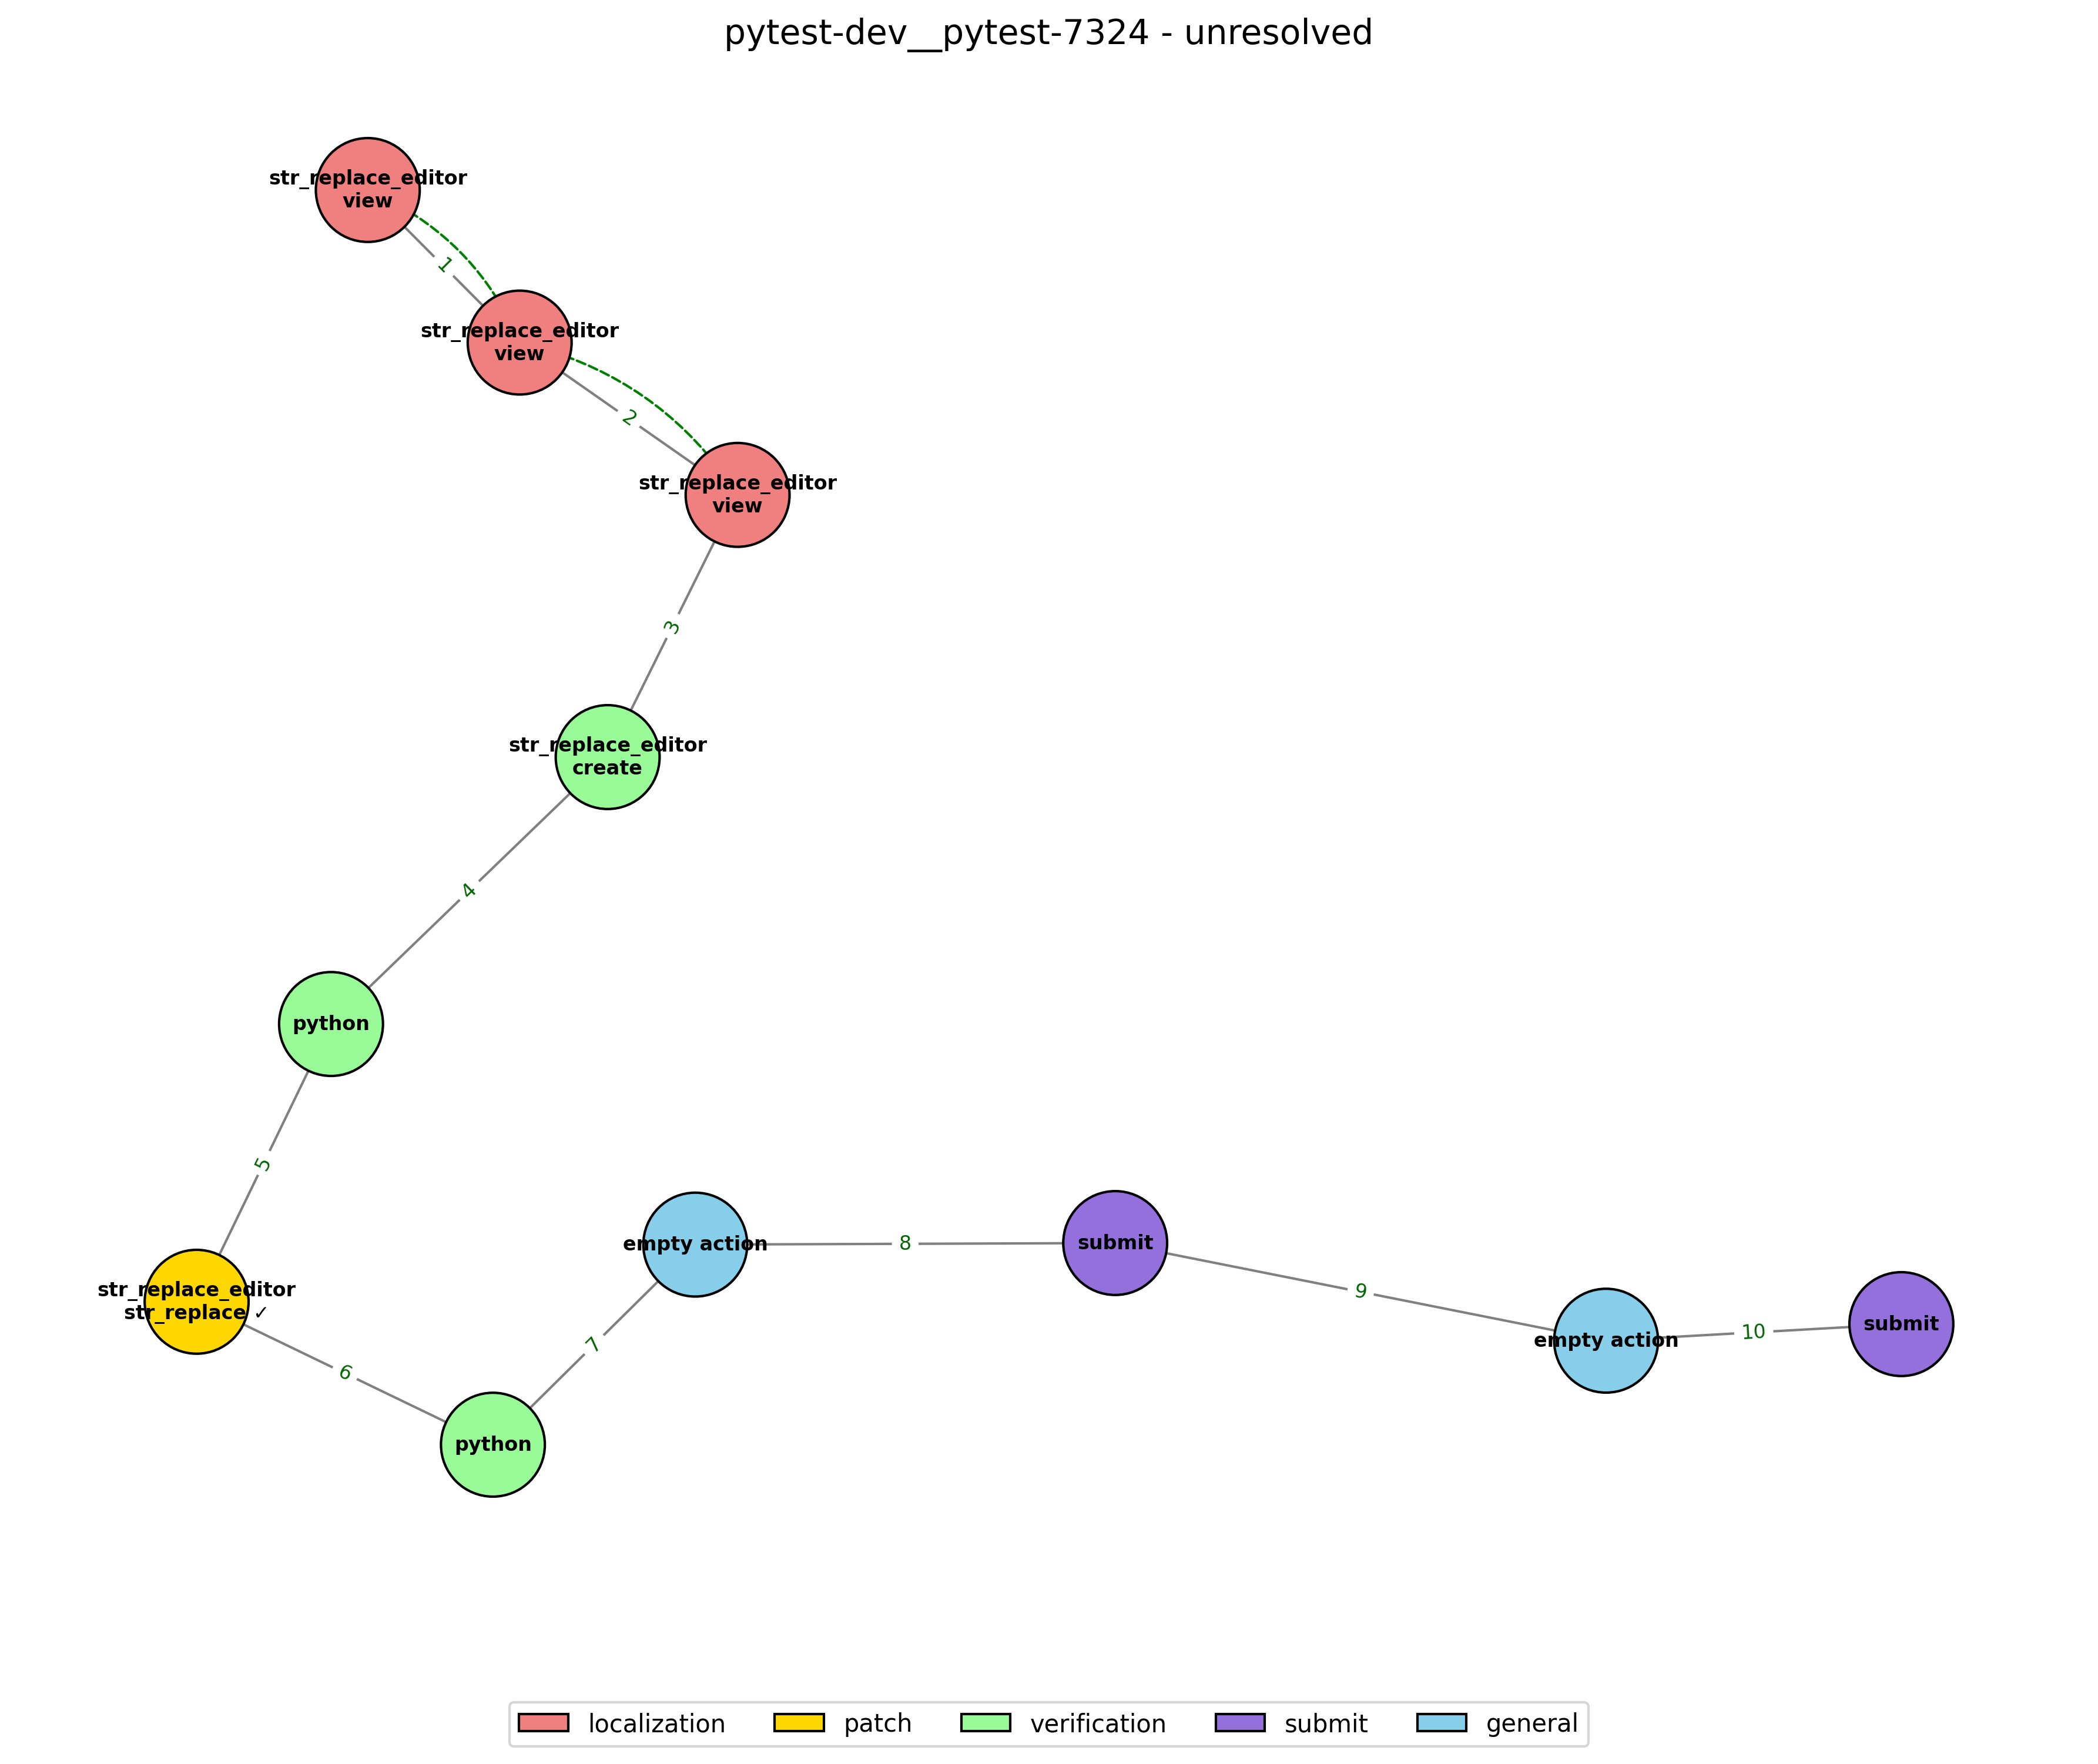 pytest-dev__pytest-7324 - unresolved
str_replace_editor
view
1
str_replace_editor
view
2
str_replace_editor
view
3
str_replace_editor
create
4
python
5
str_replace_editor
str_replace ✓
6
python
7
empty action
8
submit
9
empty action
10
submit
localization
patch
verification
submit
general